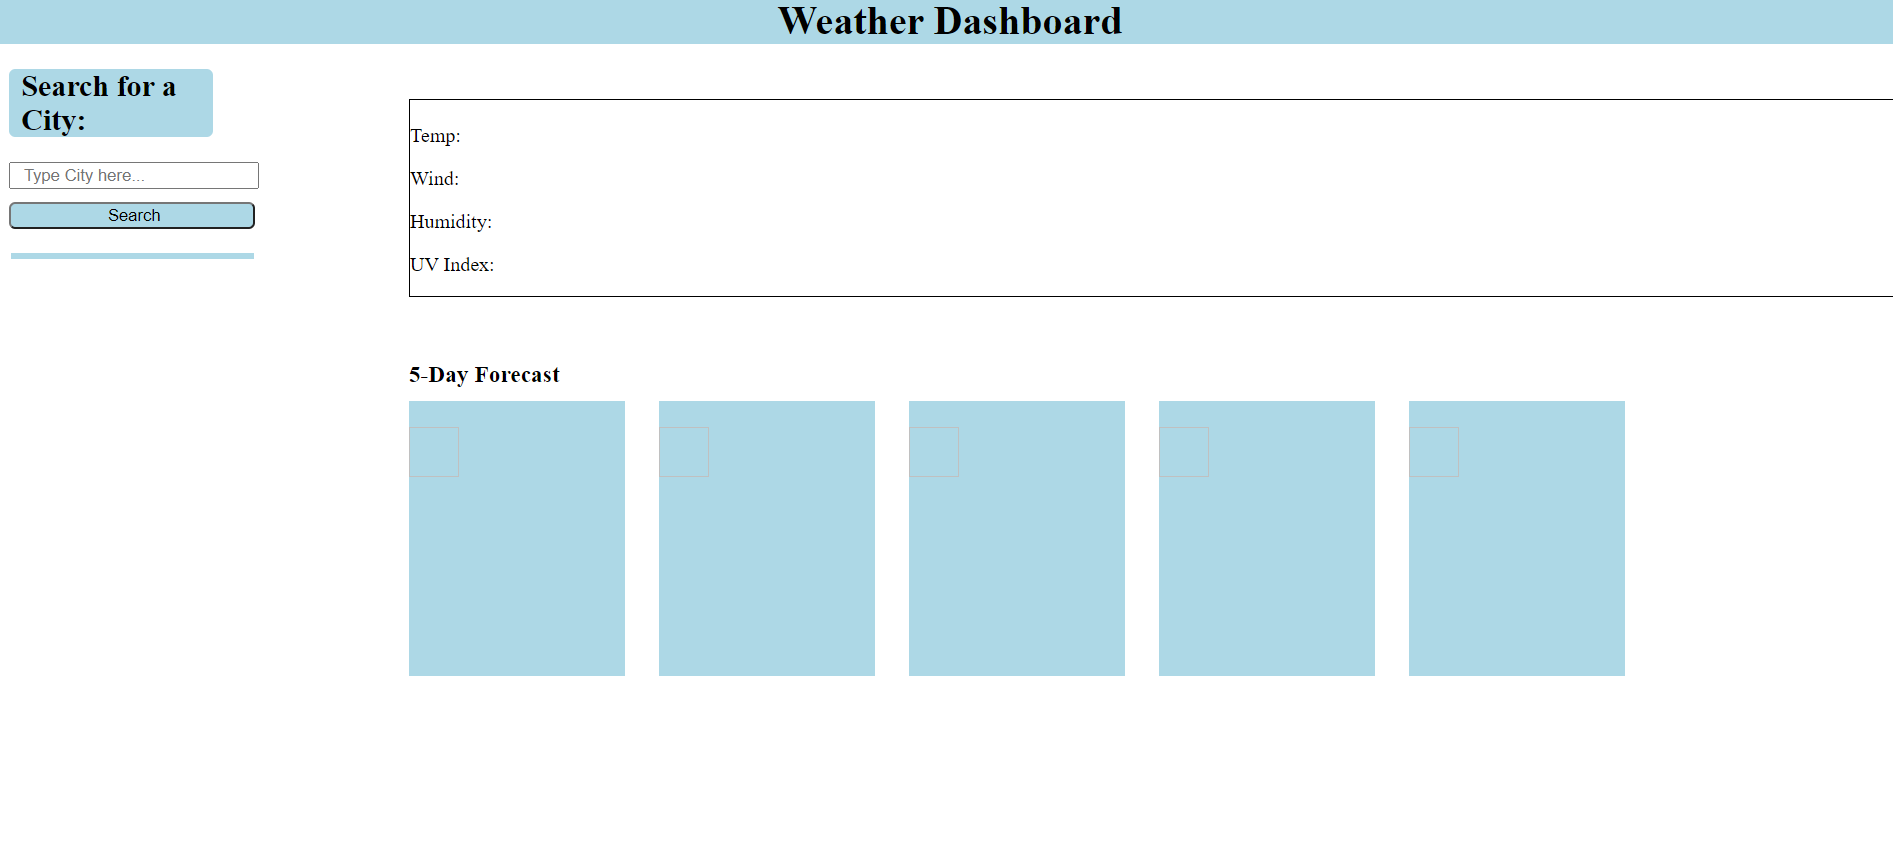 Weather Dashboard
Search for a
City:
Type City here...
Search
Temp:
Wind:
Humidity:
UV Index:
5-Day Forecast